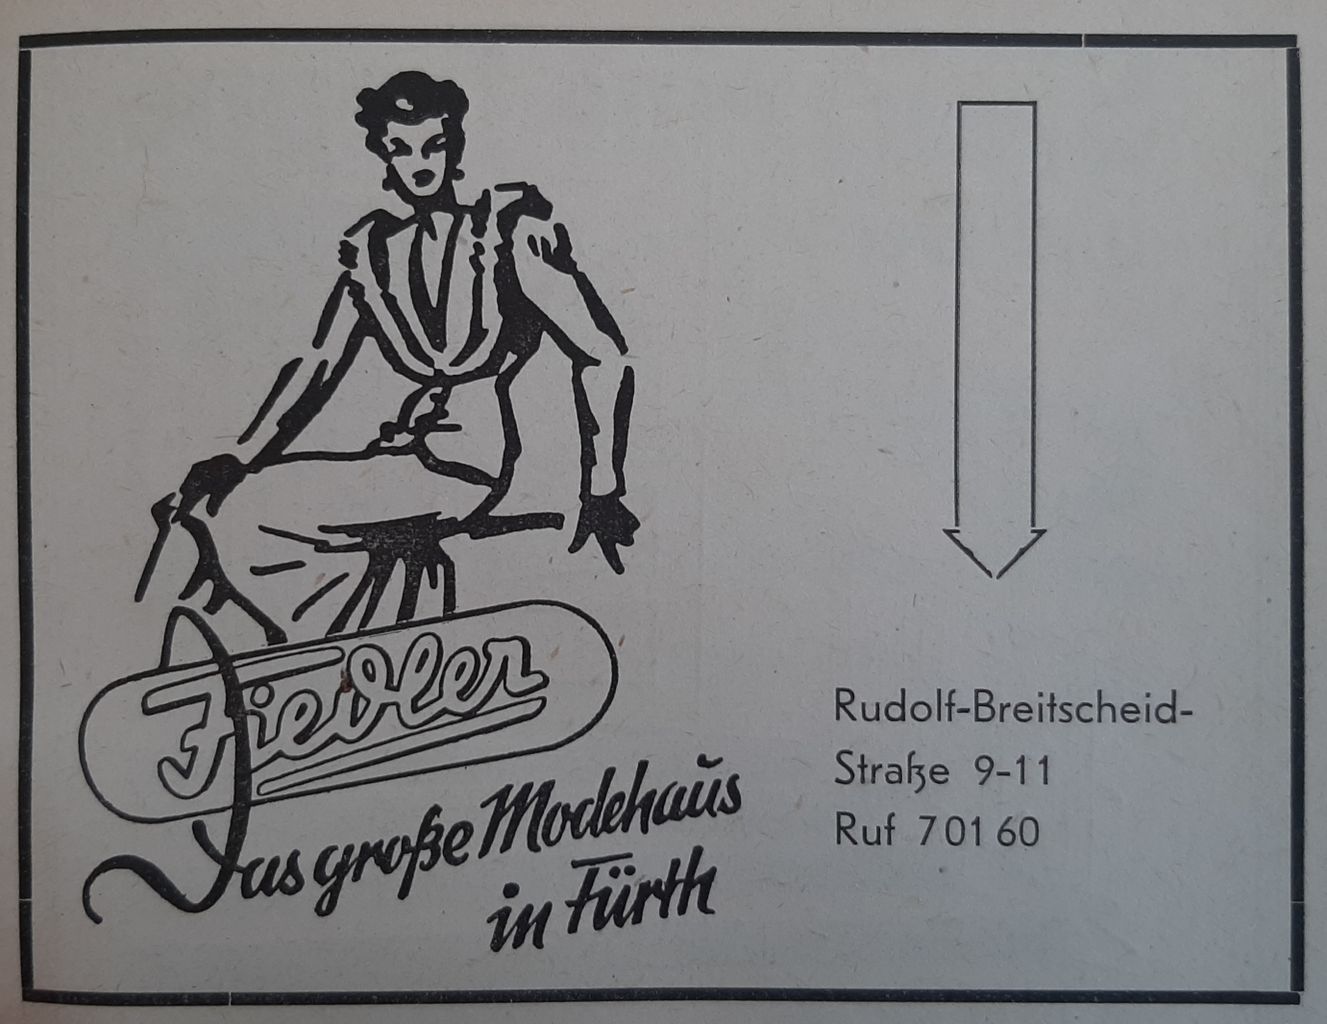 Fiedler
Das große Modehaus
in Fürth
Rudolf-Breitscheid-
Straße 9-11
Ruf 70160